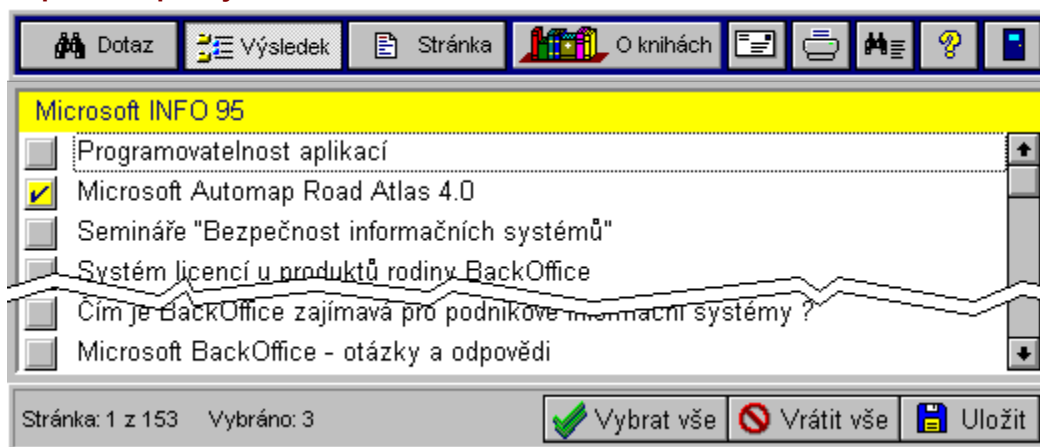 Dotaz Výsledek Stránka O knihách
Microsoft INFO 95
Programovatelnost aplikací
Microsoft Automap Road Atlas 4.0
Semináře "Bezpečnost informačních systémů"
Systém licencí u produktů rodiny BackOffice
Čím je BackOffice zajímavá pro podnikové informační systémy ?
Microsoft BackOffice - otázky a odpovědi
Stránka: 1 z 153 Vybráno: 3 Vybrat vše Vrátit vše Uložit